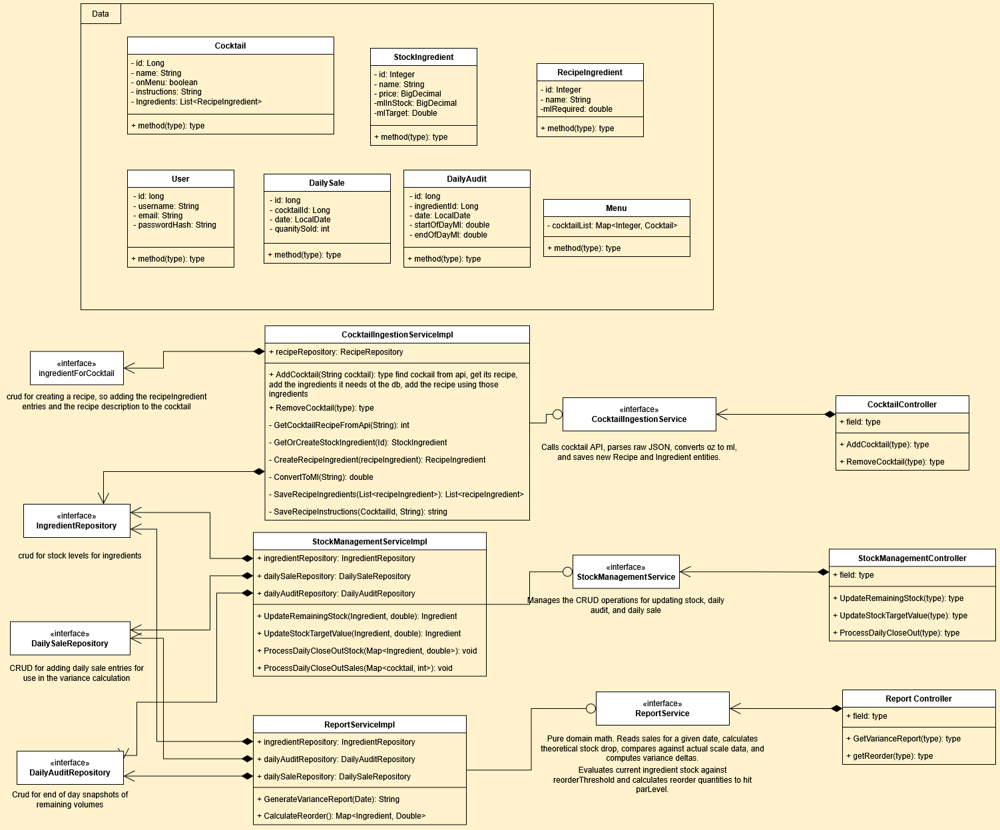 Data
Cocktail
- id: Long
- name: String
- onMenu: boolean
- instructions: String
- Ingredients: List<RecipeIngredient>
+ method(type): type
StockIngredient
- id: Integer
- name: String
- price: BigDecimal
-mlInStock: BigDecimal
-mlTarget: Double
+ method(type): type
RecipeIngredient
- id: Integer
- name: String
-mlRequired: double
+ method(type): type
User
- id: long
- username: String
- email: String
- passwordHash: String
+ method(type): type
DailySale
- id: long
- cocktailId: Long
- date: LocalDate
- quanitySold: int
+ method(type): type
DailyAudit
- id: long
- ingredientId: Long
- date: LocalDate
- startOfDayMl: double
- endOfDayMl: double
+ method(type): type
Menu
- cocktailList: Map<Integer, Cocktail>
+ method(type): type
«interface»
ingredientForCocktail
crud for creating a recipe, so adding the recipeIngredient
entries and the recipe description to the cocktail
CocktailIngestionServiceImpl
+ recipeRepository: RecipeRepository
+ AddCocktail(String cocktail): type find cockail from api, get its recipe,
add the ingredients it needs ot the db, add the recipe using those
ingredients
+ RemoveCocktail(type): type
- GetCocktailRecipeFromApi(String): int
- GetOrCreateStockIngredient(Id): StockIngredient
- CreateRecipeIngredient(recipeIngredient): RecipeIngredient
- ConvertToMl(String): double
- SaveRecipeIngredients(List<recipeIngredient>): List<recipeIngredient>
- SaveRecipeInstructions(CocktailId, String): string
«interface»
CocktailIngestionService
Calls cocktail API, parses raw JSON, converts oz to ml,
and saves new Recipe and Ingredient entities.
CocktailController
+ field: type
+ AddCocktail(type): type
+ RemoveCocktail(type): type
«interface»
IngredientRepository
crud for stock levels for ingredients
StockManagementServiceImpl
+ ingredientRepository: IngredientRepository
+ dailySaleRepository: DailySaleRepository
+ dailyAuditRepository: DailyAuditRepository
+ UpdateRemainingStock(Ingredient, double): Ingredient
+ UpdateStockTargetValue(Ingredient, double): Ingredient
+ ProcessDailyCloseOutStock(Map<Ingredient, double>): void
+ ProcessDailyCloseOutSales(Map<cocktail, int>): void
«interface»
StockManagementService
Manages the CRUD operations for updating stock, daily
audit, and daily sale
StockManagementController
+ field: type
+ UpdateRemainingStock(type): type
+ UpdateStockTargetValue(type): type
+ ProcessDailyCloseOut(type): type
«interface»
DailySaleRepository
CRUD for adding daily sale entries for
use in the variance calculation
«interface»
DailyAuditRepository
Crud for end of day snapshots of
remaining volumes
ReportServiceImpl
+ ingredientRepository: IngredientRepository
+ dailyAuditRepository: DailyAuditRepository
+ dailySaleRepository: DailySaleRepository
+ GenerateVarianceReport(Date): String
+ CalculateReorder(): Map<Ingredient, Double>
«interface»
ReportService
Pure domain math. Reads sales for a given date, calculates
theoretical stock drop, compares against actual scale data, and
computes variance deltas.
Evaluates current ingredient stock against
reorderThreshold and calculates reorder quantities to hit
parLevel.
Report Controller
+ field: type
+ GetVarianceReport(type): type
+ getReorder(type): type